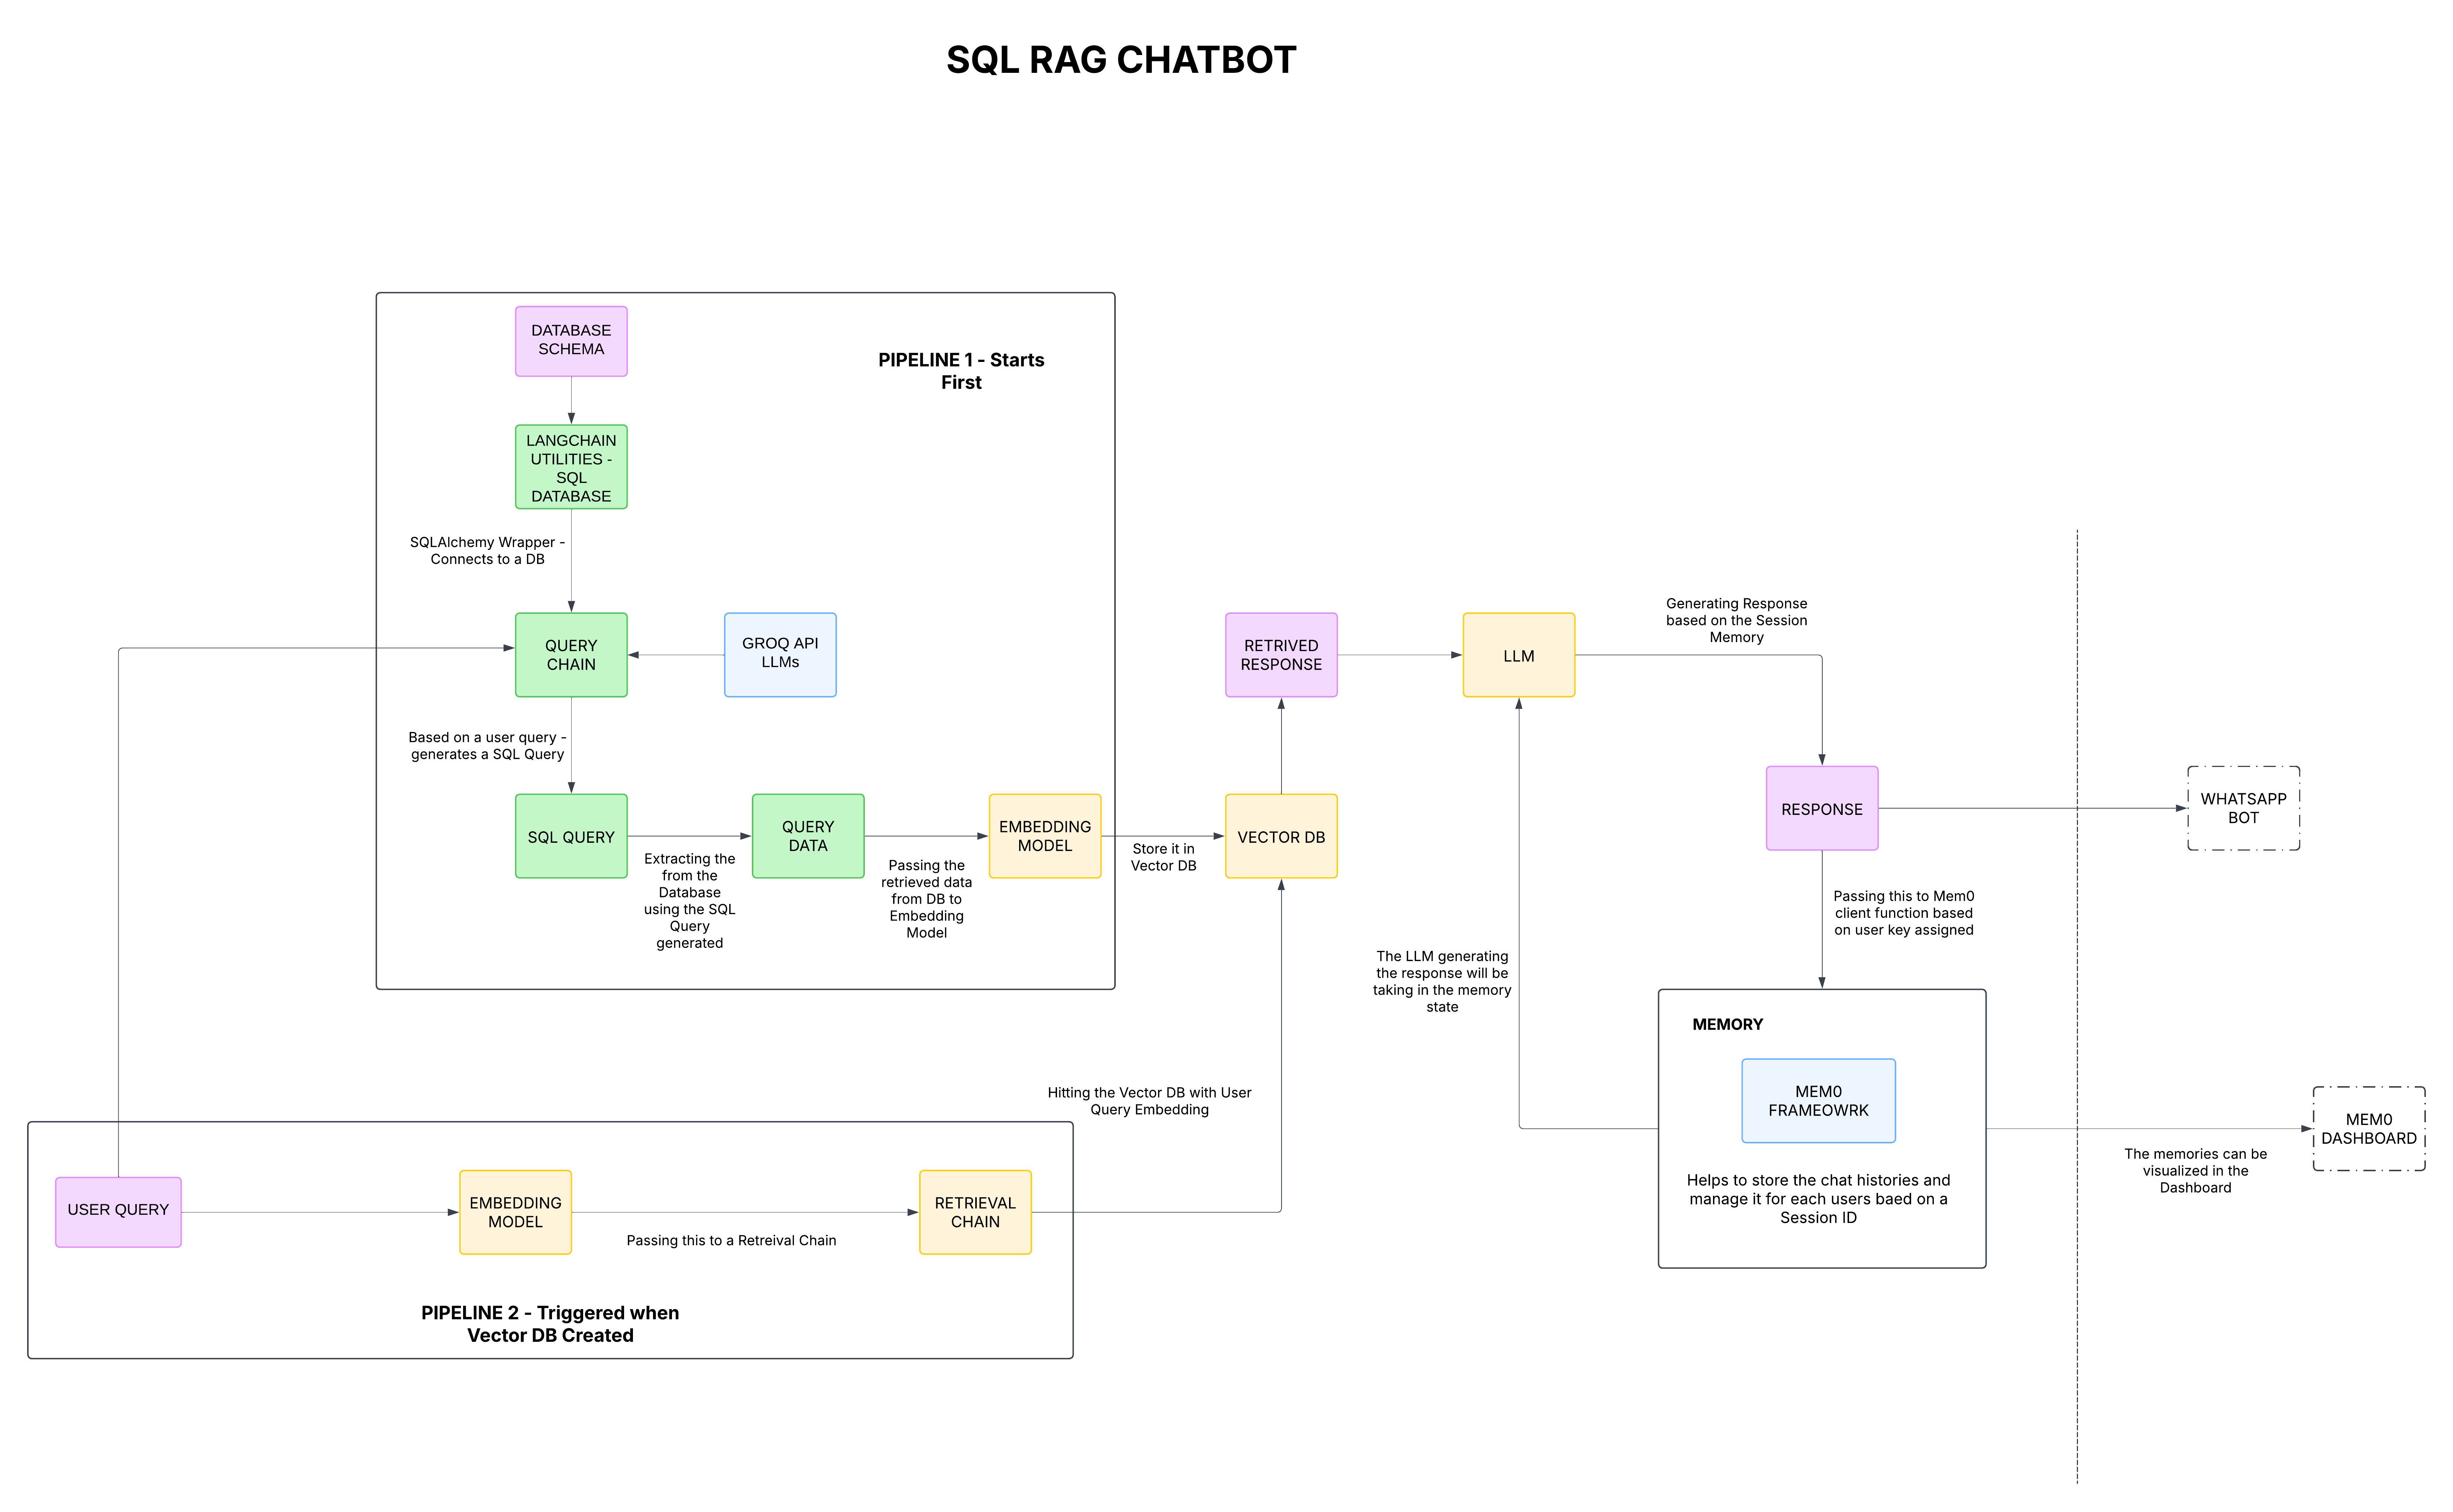 SQL RAG CHATBOT
DATABASE
SCHEMA
PIPELINE 1 - Starts
First
LANGCHAIN
UTILITIES -
SQL
DATABASE
SQLAlchemy Wrapper -
Connects to a DB
QUERY
CHAIN
GROQ API
LLMs
Based on a user query -
generates a SQL Query
SQL QUERY
Extracting the
from the
Database
using the SQL
Query
generated
QUERY
DATA
Passing the
retrieved data
from DB to
Embedding
Model
EMBEDDING
MODEL
Store it in
Vector DB
VECTOR DB
RETRIVED
RESPONSE
LLM
Generating Response
based on the Session
Memory
RESPONSE
WHATSAPP
BOT
Passing this to Mem0
client function based
on user key assigned
The LLM generating
the response will be
taking in the memory
state
MEMORY
MEM0
FRAMEOWRK
Helps to store the chat histories and
manage it for each users baed on a
Session ID
MEM0
DASHBOARD
The memories can be
visualized in the
Dashboard
Hitting the Vector DB with User
Query Embedding
USER QUERY
EMBEDDING
MODEL
Passing this to a Retreival Chain
RETRIEVAL
CHAIN
PIPELINE 2 - Triggered when
Vector DB Created